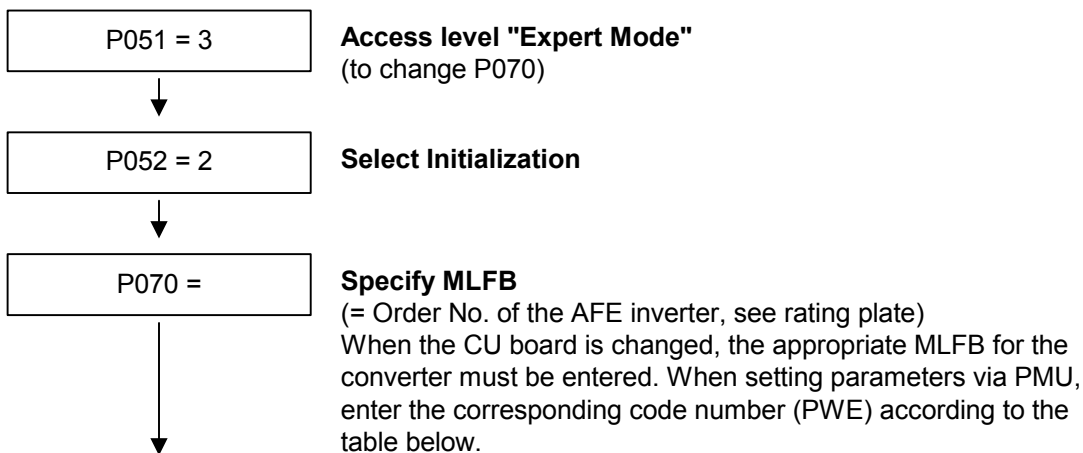 P051 = 3
Access level "Expert Mode"
(to change P070)
P052 = 2
Select Initialization
P070 =
Specify MLFB
(= Order No. of the AFE inverter, see rating plate)
When the CU board is changed, the appropriate MLFB for the
converter must be entered. When setting parameters via PMU,
enter the corresponding code number (PWE) according to the
table below.